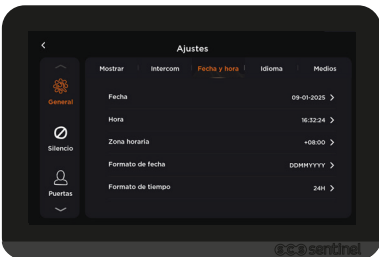 Ajustes
Mostrar Intercom Fecha y hora Idioma Medios
General
Silencio
Puertas
Fecha 09-01-2025
Hora 16:32:24
Zona horaria +08:00
Formato de fecha DDMMYYYY
Formato de tiempo 24H
sentinel